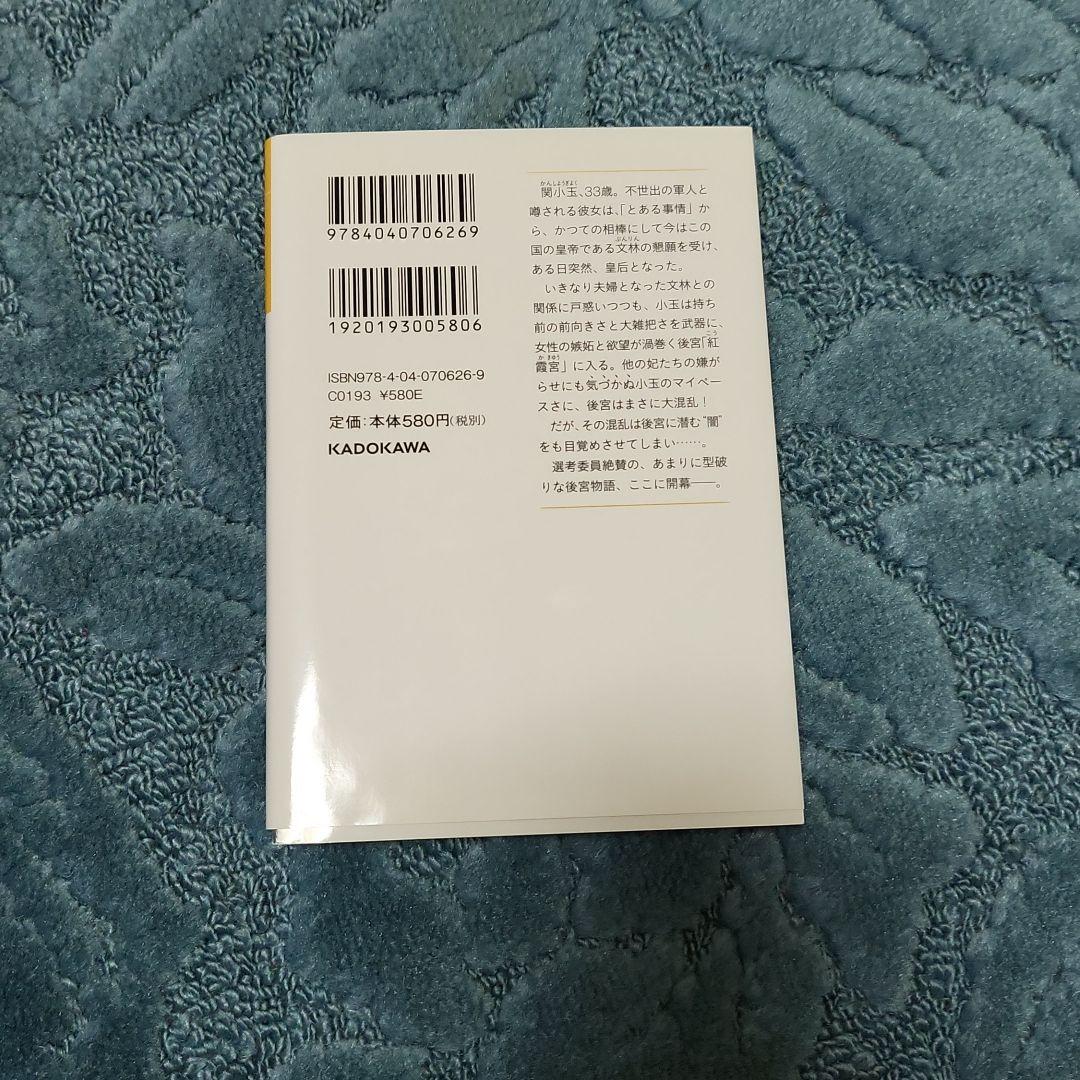 9784040706269
1920193005806
ISBN978-4-04-070626-9
C0193 ¥580E
定価:本体580円(税別)
KADOKAWA
かんしょうぎょく
関小玉、33歳。不世出の軍人と
噂される彼女は、「とある事情」か
ら、かつての相棒にして今はこの
ぶんりん
国の皇帝である文林の懇願を受け、
ある日突然、皇后となった。
いきなり夫婦となった文林との
関係に戸惑いつつも、小玉は持ち
前の前向きさと大雑把さを武器に、
こう
女性の嫉妬と欲望が渦巻く後宮「紅
かきゅう
霞宮」に入る。他の妃たちの嫌が
らせにも気づかぬ小玉のマイペー
スさに、後宮はまさに大混乱!
だが、その混乱は後宮に潜む"闇"
をも目覚めさせてしまい……。
選考委員絶賛の、あまりに型破
りな後宮物語、ここに開幕――。